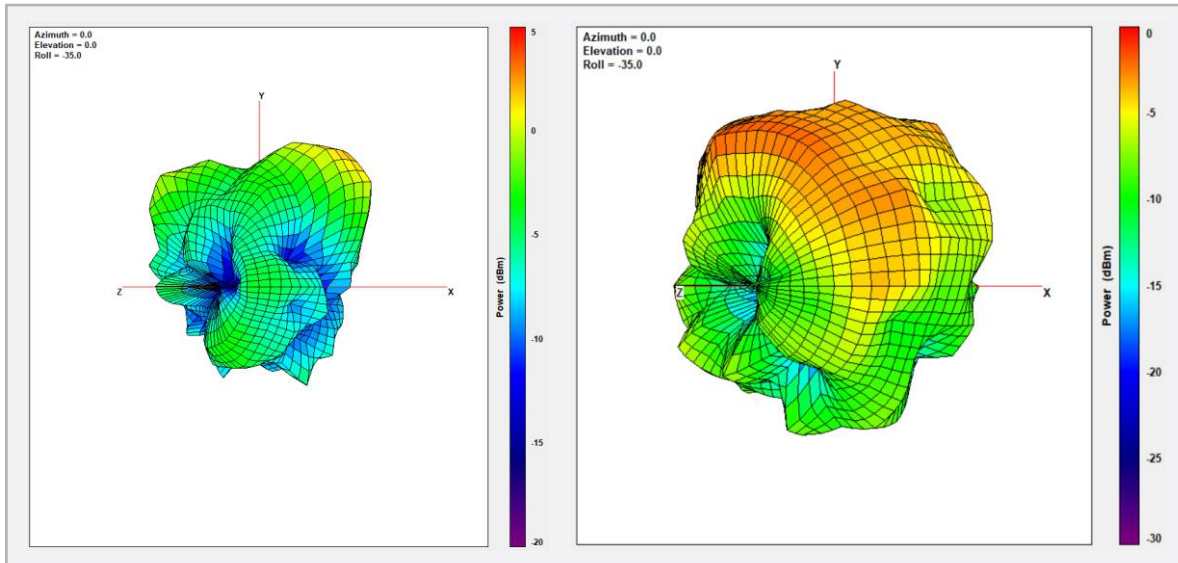 Azimuth = 0.0
Elevation = 0.0
Roll = -35.0
Y
Z
X
Power (dBm)
5
0
-5
-10
-15
-20
Azimuth = 0.0
Elevation = 0.0
Roll = -35.0
Y
Z
X
Power (dBm)
0
-5
-10
-15
-20
-25
-30